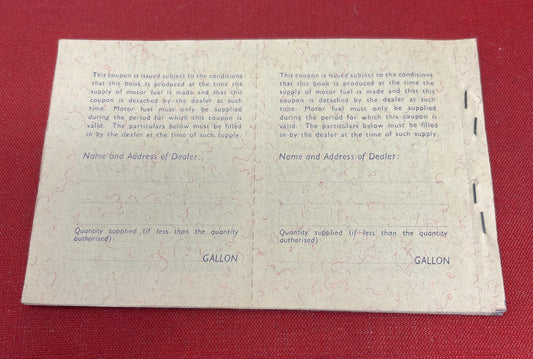 This coupon is issued subject to the conditions
that this book is produced at the time the
supply of motor fuel is made and that this
coupon is detached by the dealer at such
time. Motor fuel must only be supplied
during the period for which this coupon is
valid. The particulars below must be filled
in by the dealer at the time of such supply.
Name and Address of Dealer:
Quantity supplied (if less than the quantity
authorised)
GALLON
This coupon is issued subject to the conditions
that this book is produced at the time the
supply of motor fuel is made and that this
coupon is detached by the dealer at such
time. Motor fuel must only be supplied
during the period for which this coupon is
valid. The particulars below must be filled
in by the dealer at the time of such supply.
Name and Address of Dealer:
Quantity supplied (if less than the quantity
authorised)
GALLON